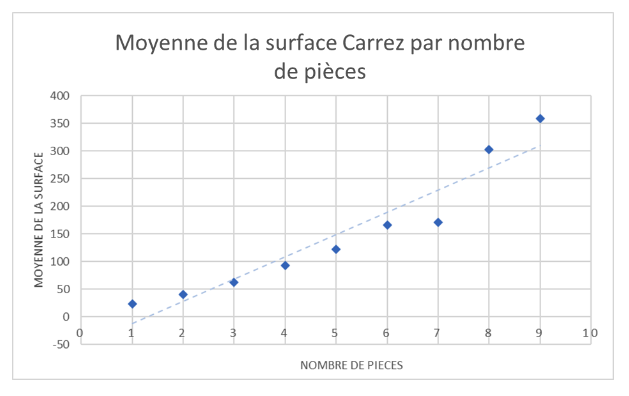 Moyenne de la surface Carrez par nombre
de pièces
400
350
300
250
200
150
100
50
0
-50
0 1 2 3 4 5 6 7 8 9 10
MOYENNE DE LA SURFACE
NOMBRE DE PIECES